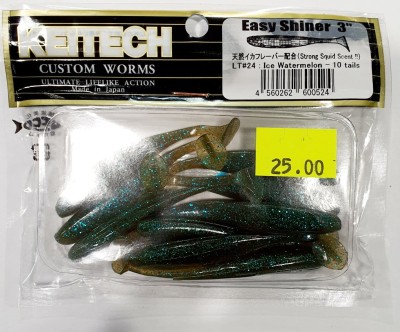 KEITECH
CUSTOM WORMS
ULTIMATE LIFELIKE ACTION
Made in Japan
Easy Shiner 3"
天然イカフレーバー配合(Strong Squid Scent !!)
LT#24 : Ice Watermelon - 10 tails
4 560262 600524
25.00